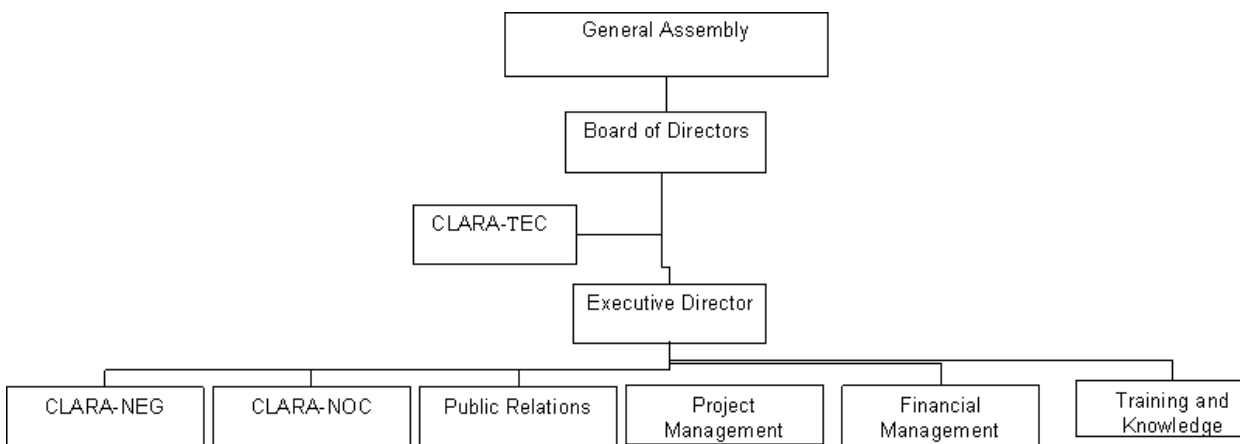 General Assembly
Board of Directors
CLARA-TEC
Executive Director
CLARA-NEG
CLARA-NOC
Public Relations
Project
Management
Financial
Management
Training and
Knowledge